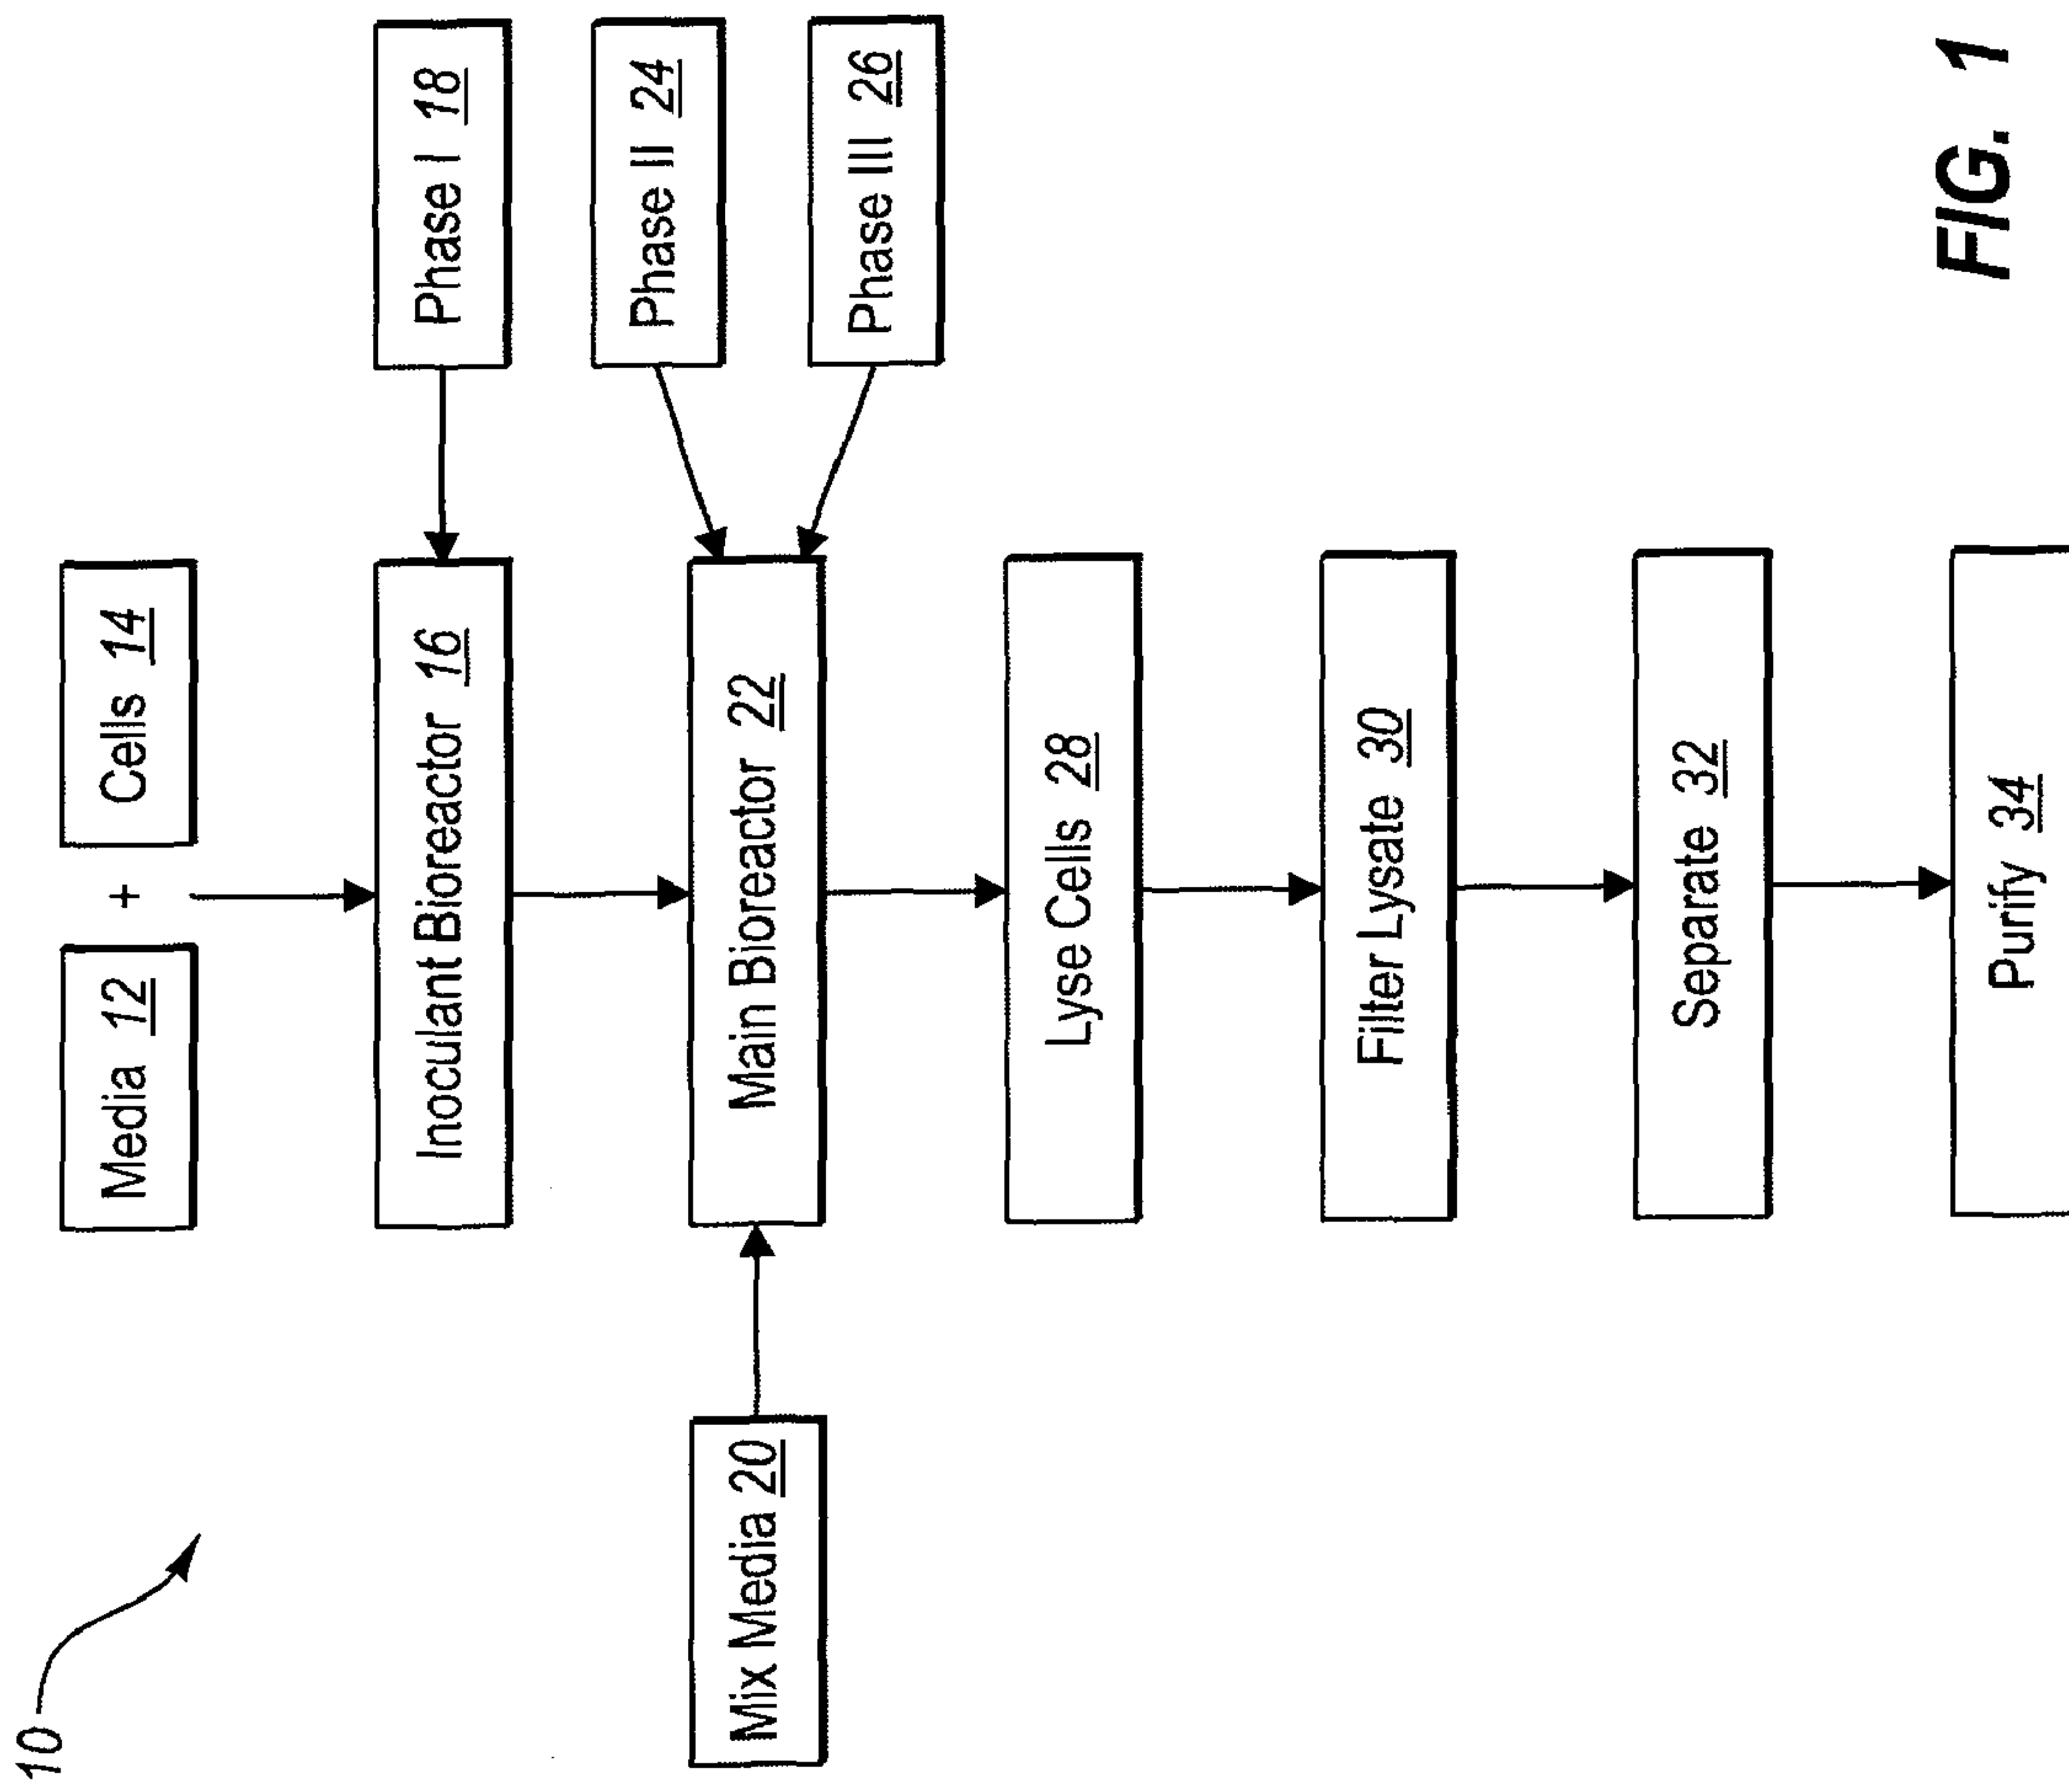 10
Media 12 + Cells 14
Inoculant Bioreactor 16
Phase I 18
Mix Media 20
Main Bioreactor 22
Phase II 24
Phase III 26
Lyse Cells 28
Filter Lysate 30
Separate 32
Purify 34
FIG. 1